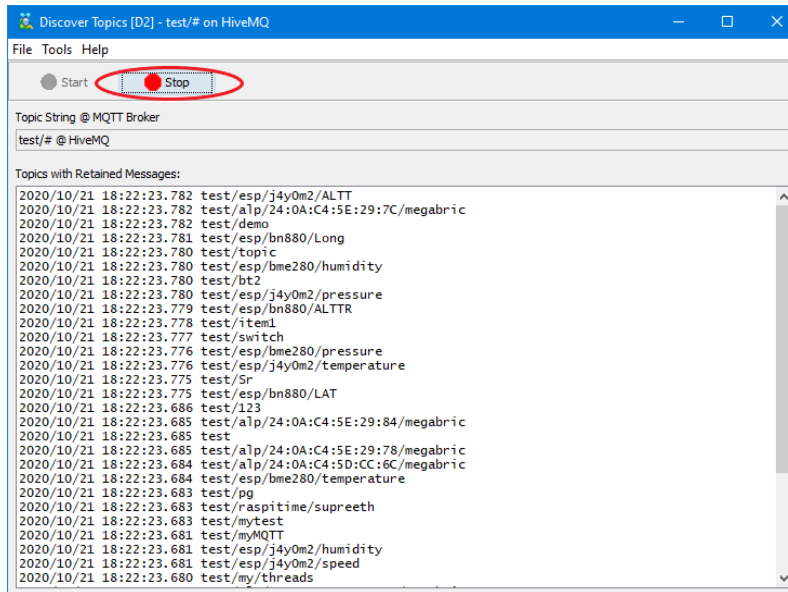 Discover Topics [D2] - test/# on HiveMQ
File Tools Help
Start Stop
Topic String @ MQTT Broker
test/# @ HiveMQ
Topics with Retained Messages:
2020/10/21 18:22:23.782 test/esp/j4y0m2/ALTT
2020/10/21 18:22:23.782 test/alp/24:0A:C4:5E:29:7C/megabric
2020/10/21 18:22:23.782 test/demo
2020/10/21 18:22:23.781 test/esp/bn880/Long
2020/10/21 18:22:23.780 test/topic
2020/10/21 18:22:23.780 test/esp/bme280/humidity
2020/10/21 18:22:23.780 test/bt2
2020/10/21 18:22:23.780 test/esp/j4y0m2/pressure
2020/10/21 18:22:23.779 test/esp/bn880/ALTTR
2020/10/21 18:22:23.778 test/item1
2020/10/21 18:22:23.777 test/switch
2020/10/21 18:22:23.776 test/esp/bme280/pressure
2020/10/21 18:22:23.776 test/esp/j4y0m2/temperature
2020/10/21 18:22:23.775 test/Sr
2020/10/21 18:22:23.775 test/esp/bn880/LAT
2020/10/21 18:22:23.686 test/123
2020/10/21 18:22:23.685 test/alp/24:0A:C4:5E:29:84/megabric
2020/10/21 18:22:23.685 test
2020/10/21 18:22:23.685 test/alp/24:0A:C4:5E:29:78/megabric
2020/10/21 18:22:23.684 test/alp/24:0A:C4:5D:CC:6C/megabric
2020/10/21 18:22:23.684 test/esp/bme280/temperature
2020/10/21 18:22:23.683 test/pg
2020/10/21 18:22:23.683 test/raspitime/supreeth
2020/10/21 18:22:23.683 test/mytest
2020/10/21 18:22:23.681 test/myMQTT
2020/10/21 18:22:23.681 test/esp/j4y0m2/humidity
2020/10/21 18:22:23.681 test/esp/j4y0m2/speed
2020/10/21 18:22:23.680 test/my/threads